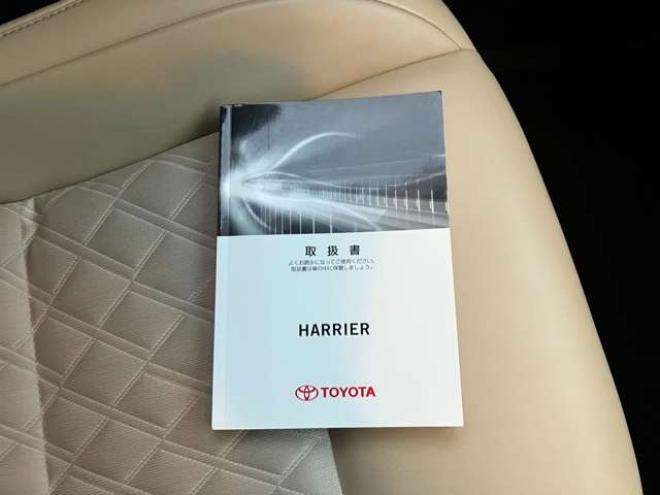 取扱書
よくお読みになってご使用ください。
取扱書は車の中に保管しましょう。
HARRIER
TOYOTA